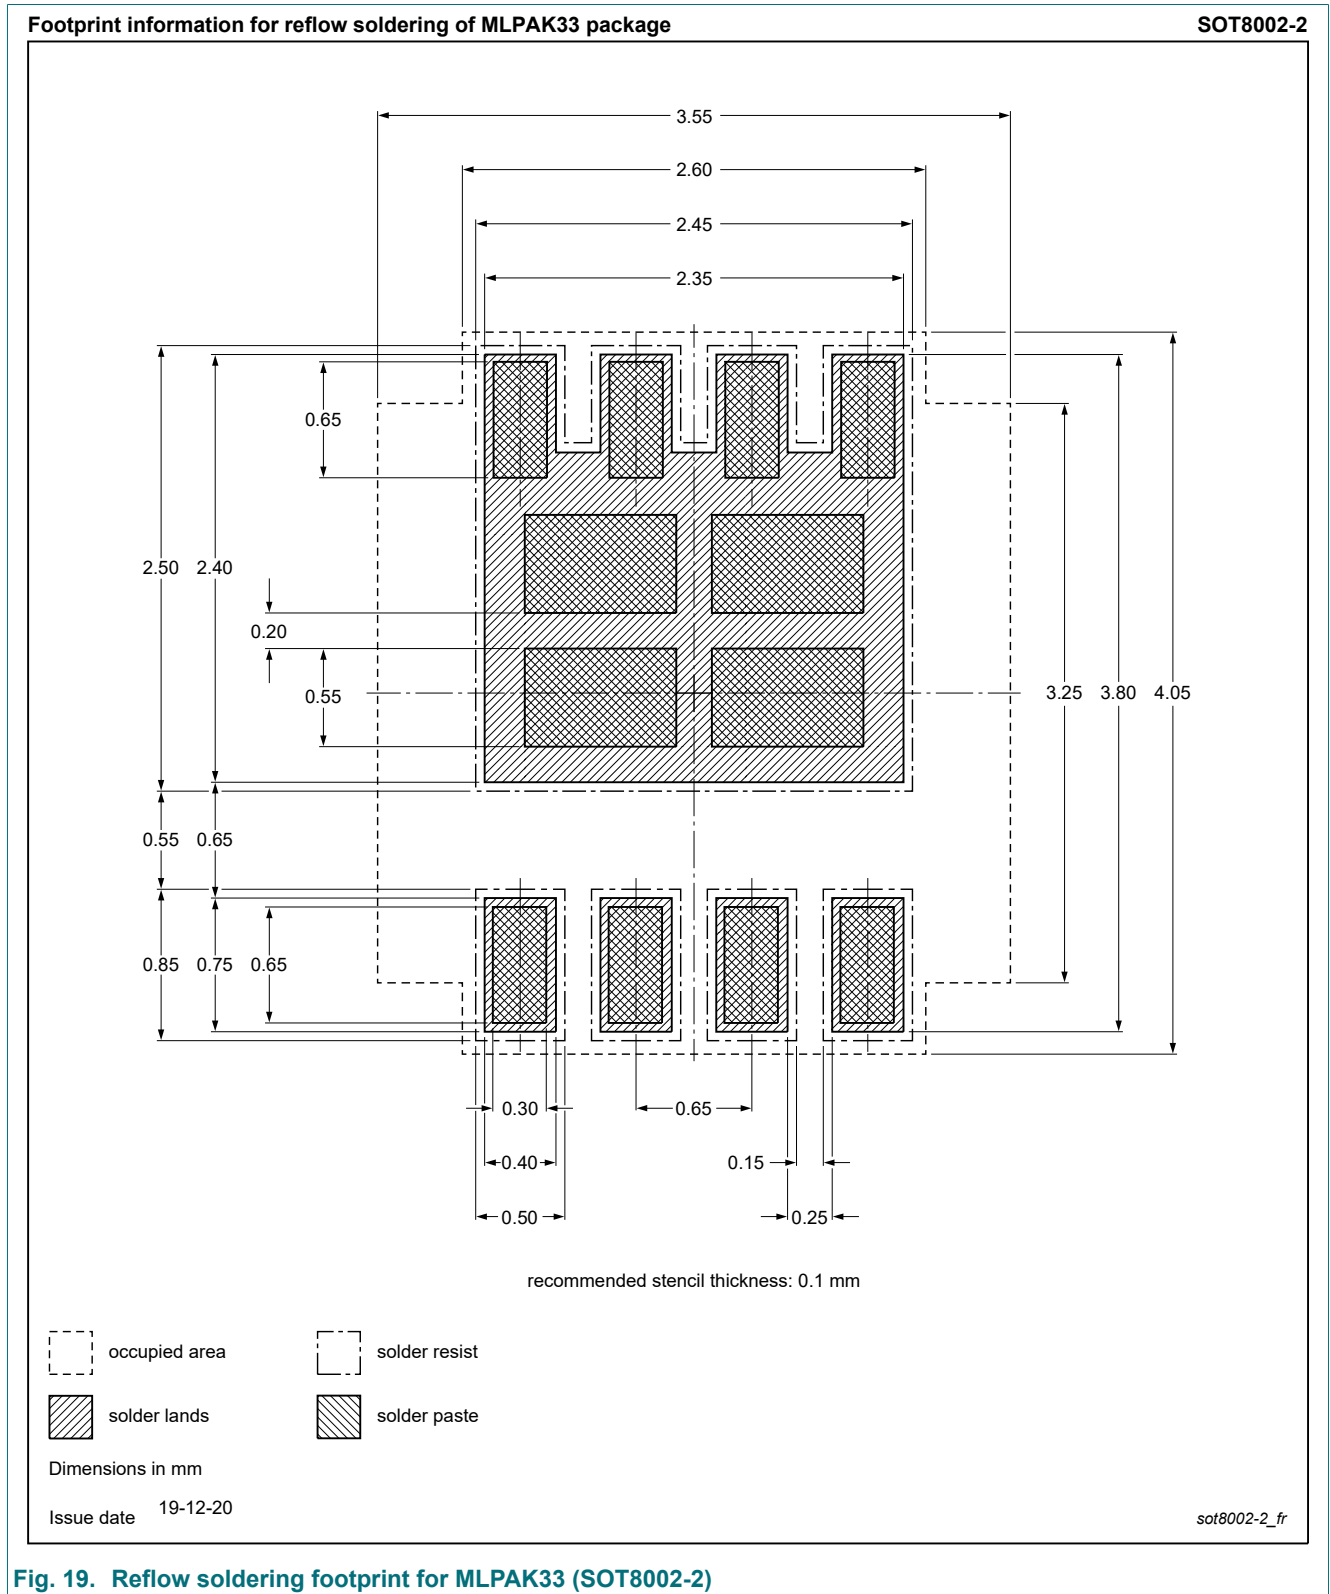 Footprint information for reflow soldering of MLPAK33 package SOT8002-2
3.55
2.60
2.45
2.35
0.65
2.50 2.40
0.20
0.55
3.25 3.80 4.05
0.55 0.65
0.85 0.75 0.65
0.30 0.65
0.40 0.15
0.50 0.25
recommended stencil thickness: 0.1 mm
occupied area solder resist
solder lands solder paste
Dimensions in mm
Issue date 19-12-20
sot8002-2_fr
Fig. 19. Reflow soldering footprint for MLPAK33 (SOT8002-2)